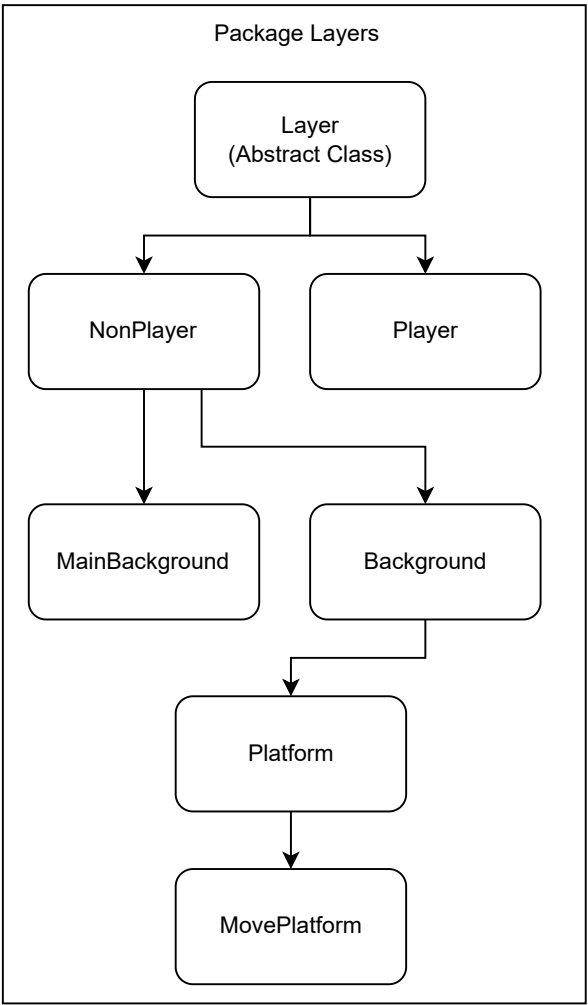 Package Layers
Layer
(Abstract Class)
NonPlayer
Player
MainBackground
Background
Platform
MovePlatform